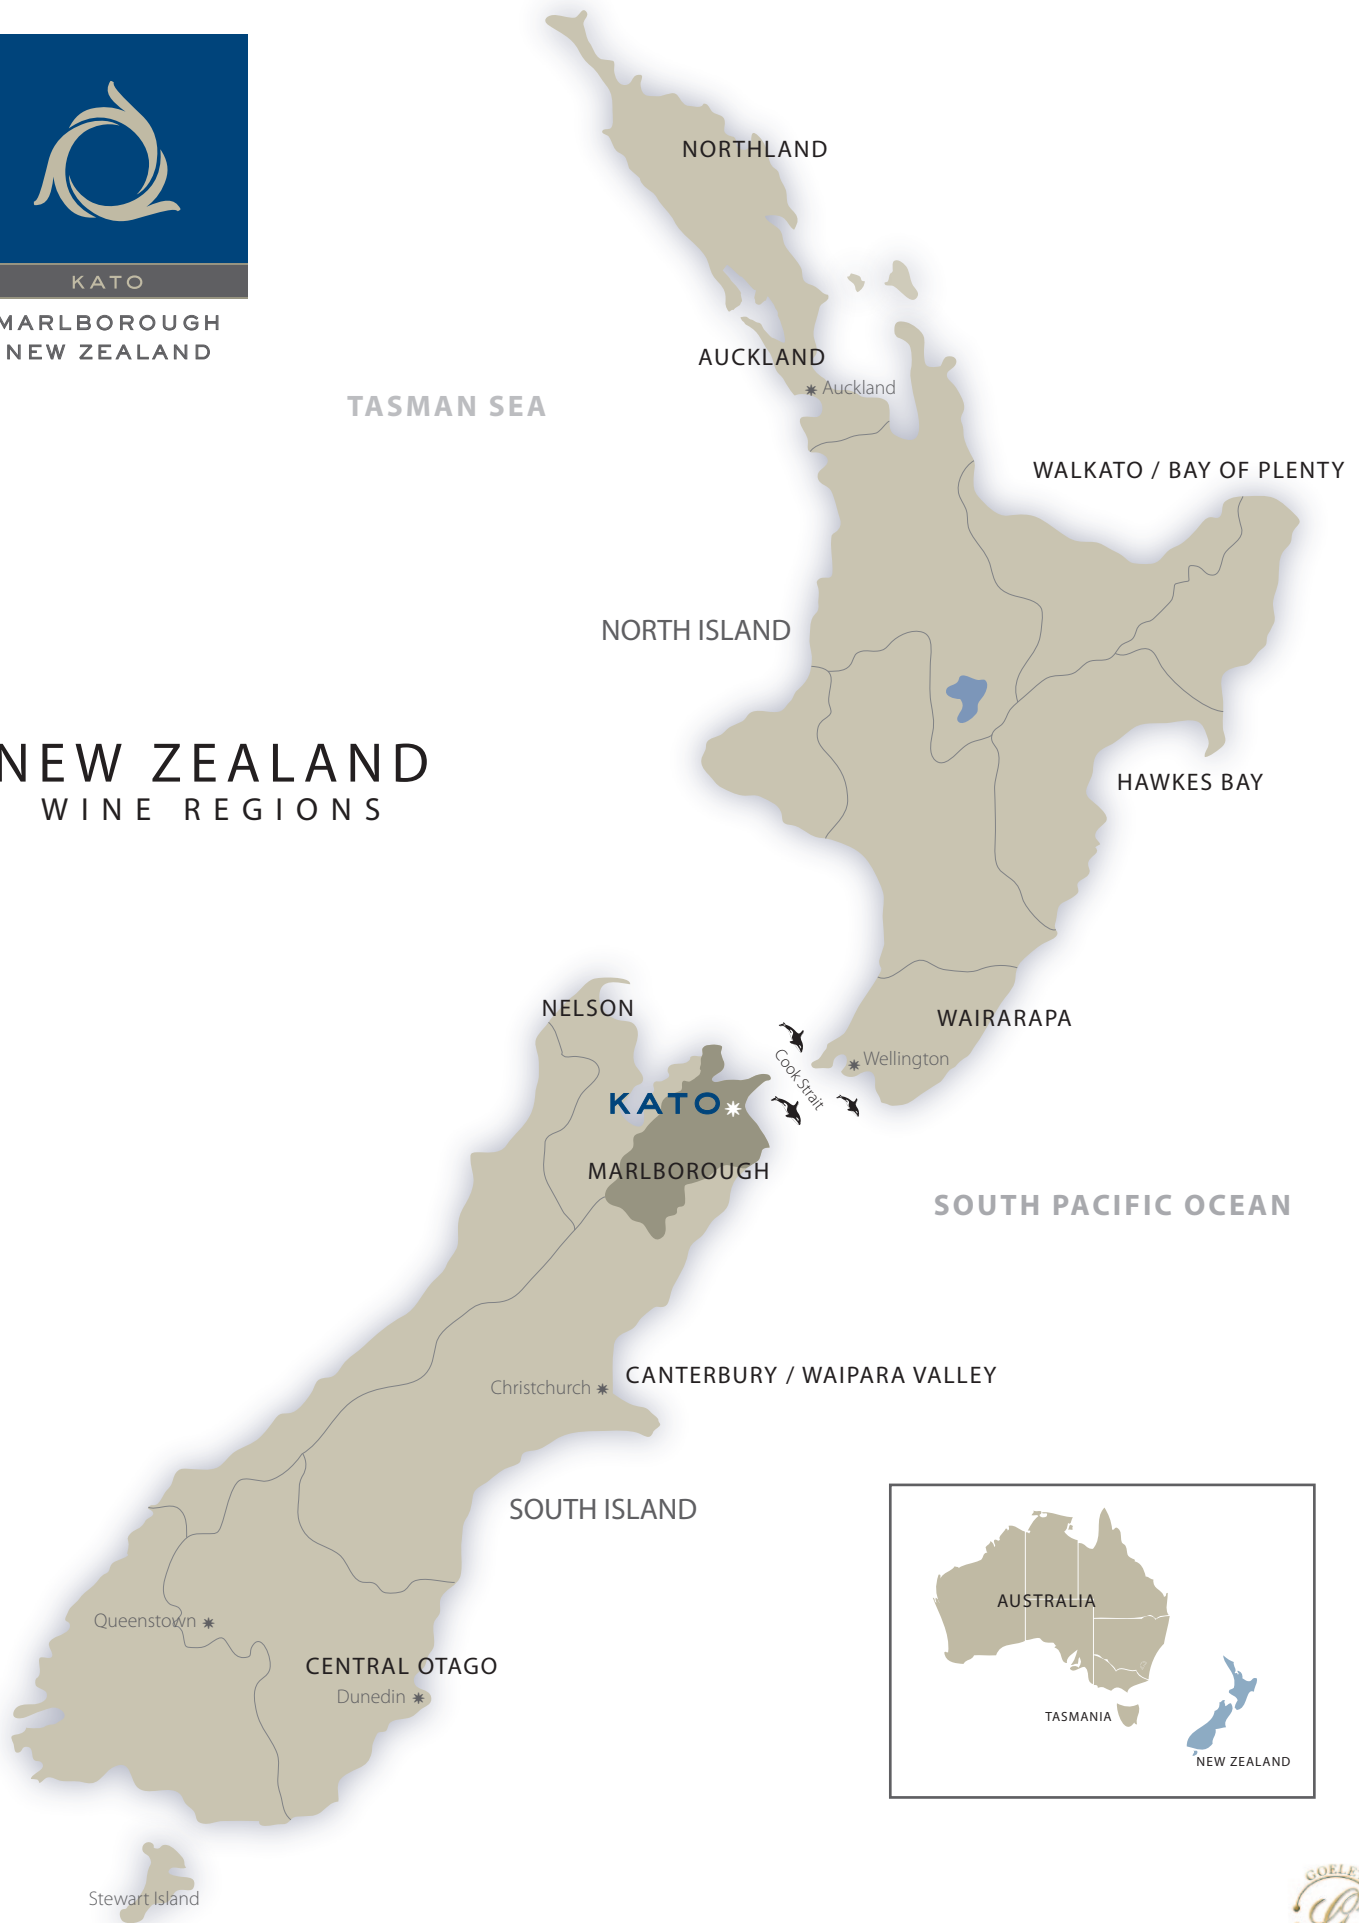 KATO
MARLBOROUGH
NEW ZEALAND
NORTHLAND
AUCKLAND
Auckland
TASMAN SEA
WALKATO / BAY OF PLENTY
NORTH ISLAND
NEW ZEALAND
WINE REGIONS
HAWKES BAY
NELSON
WAIRARAPA
Wellington
Cook Strait
KATO
MARLBOROUGH
SOUTH PACIFIC OCEAN
CANTERBURY / WAIPARA VALLEY
Christchurch
SOUTH ISLAND
AUSTRALIA
Queenstown
CENTRAL OTAGO
Dunedin
TASMANIA
NEW ZEALAND
Stewart Island